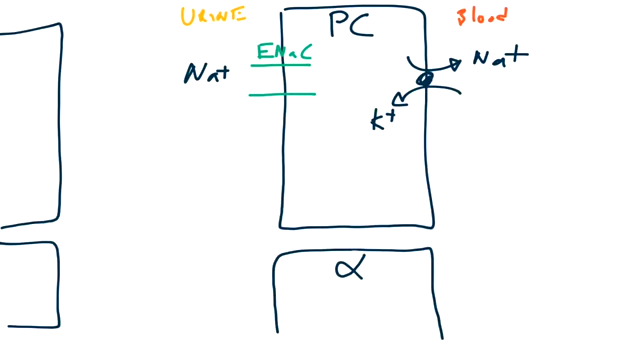 URINE
PC
Blood
ENaC
Na+
Na+
K+
α